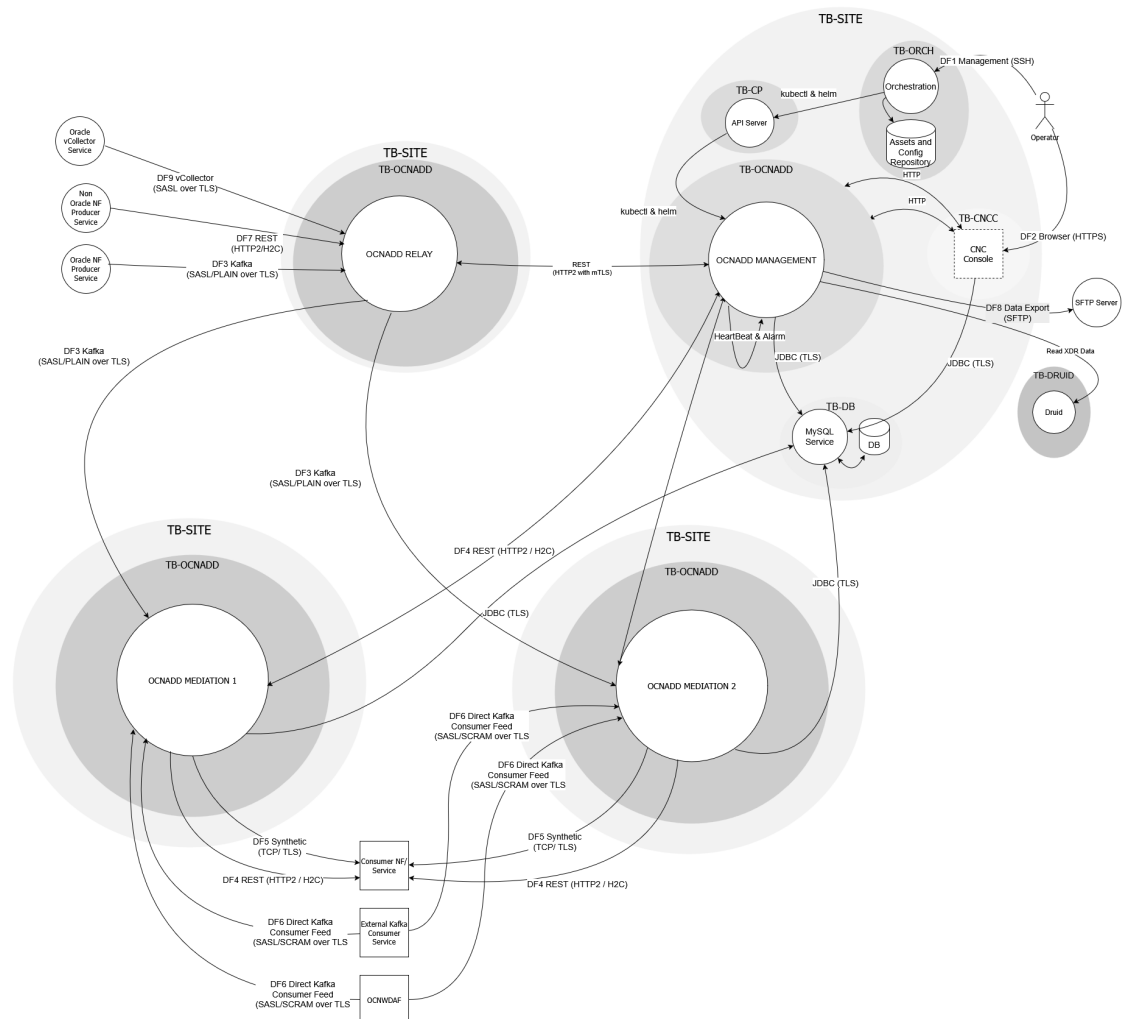 TB-SITE
TB-ORCH
DF1 Management (SSH)
Orchestration
TB-CP
kubectl & helm
API Server
Operator
Assets and
Config
Repository
Oracle
vCollector
Service
TB-SITE
TB-OCNADD
TB-OCNADD
HTTP
DF9 vCollector
(SASL over TLS)
Non
Oracle NF
Producer
Service
HTTP
kubectl & helm
TB-CNCC
DF7 REST
(HTTP2/H2C)
DF2 Browser (HTTPS)
OCNADD RELAY
CNC
Console
OCNADD MANAGEMENT
Oracle NF
Producer
Service
DF3 Kafka
(SASL/PLAIN over TLS)
REST
(HTTP2 with mTLS)
SFTP Server
DF8 Data Export
(SFTP)
HeartBeat & Alarm
DF3 Kafka
(SASL/PLAIN over TLS)
Read XDR Data
JDBC (TLS)
JDBC (TLS)
TB-DRUID
TB-DB
Druid
MySQL
Service
DB
DF3 Kafka
(SASL/PLAIN over TLS)
TB-SITE
TB-SITE
DF4 REST (HTTP2 / H2C)
TB-OCNADD
TB-OCNADD
JDBC (TLS)
JDBC (TLS)
OCNADD MEDIATION 1
OCNADD MEDIATION 2
DF6 Direct Kafka
Consumer Feed
(SASL/SCRAM over TLS
DF6 Direct Kafka
Consumer Feed
(SASL/SCRAM over TLS
DF5 Synthetic
(TCP/ TLS)
DF5 Synthetic
(TCP/ TLS)
Consumer NF/
Service
DF4 REST (HTTP2 / H2C)
DF4 REST (HTTP2 / H2C)
DF6 Direct Kafka
Consumer Feed
(SASL/SCRAM over TLS
External Kafka
Consumer
Service
DF6 Direct Kafka
Consumer Feed
(SASL/SCRAM over TLS
OCNWDAF